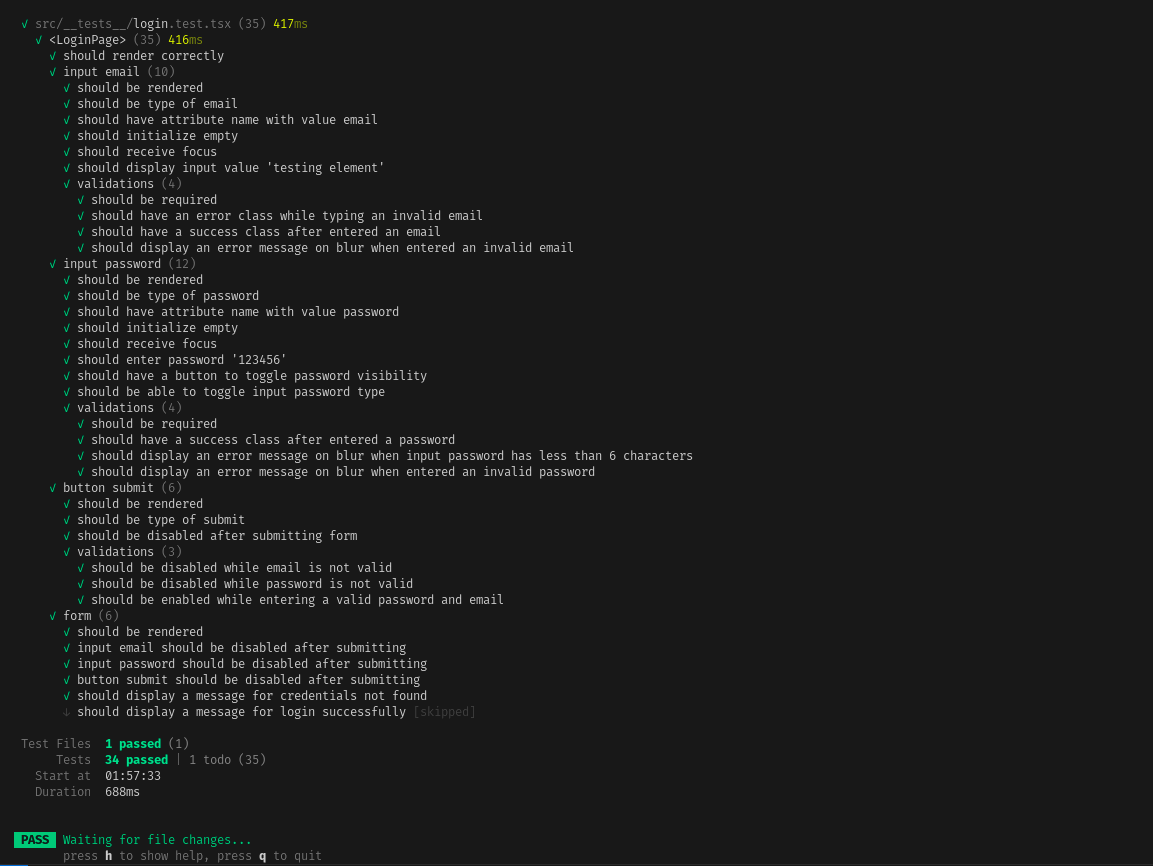 √ src/__tests__/login.test.tsx (35) 417ms
√ <LoginPage> (35) 416ms
√ should render correctly
√ input email (10)
√ should be rendered
√ should be type of email
√ should have attribute name with value email
√ should initialize empty
√ should receive focus
√ should display input value 'testing element'
√ validations (4)
√ should be required
√ should have an error class while typing an invalid email
√ should have a success class after entered an email
√ should display an error message on blur when entered an invalid email
√ input password (12)
√ should be rendered
√ should be type of password
√ should have attribute name with value password
√ should initialize empty
√ should receive focus
√ should enter password '123456'
√ should have a button to toggle password visibility
√ should be able to toggle input password type
√ validations (4)
√ should be required
√ should have a success class after entered a password
√ should display an error message on blur when input password has less than 6 characters
√ should display an error message on blur when entered an invalid password
√ button submit (6)
√ should be rendered
√ should be type of submit
√ should be disabled after submitting form
√ validations (3)
√ should be disabled while email is not valid
√ should be disabled while password is not valid
√ should be enabled while entering a valid password and email
√ form (6)
√ should be rendered
√ input email should be disabled after submitting
√ input password should be disabled after submitting
√ button submit should be disabled after submitting
√ should display a message for credentials not found
↓ should display a message for login successfully [skipped]
Test Files 1 passed (1)
Tests 34 passed | 1 todo (35)
Start at 01:57:33
Duration 688ms
PASS Waiting for file changes...
press h to show help, press q to quit